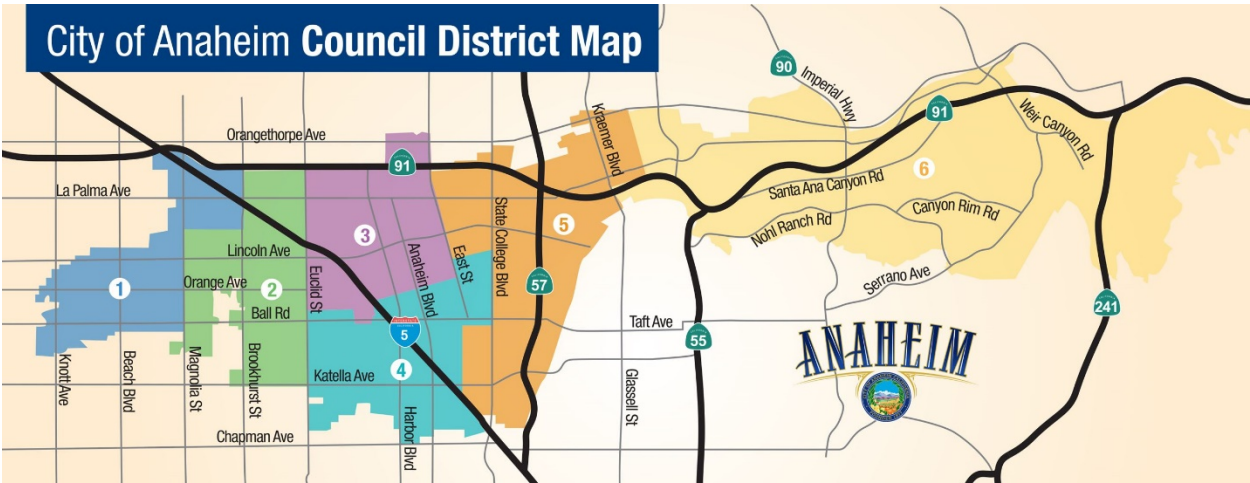 City of Anaheim Council District Map
90
Imperial Hwy
Kraemer Blvd
91
Weir Canyon Rd
Orangethorpe Ave
91
La Palma Ave
Santa Ana Canyon Rd
6
State College Blvd
5
Canyon Rim Rd
Nohl Ranch Rd
3
Lincoln Ave
Anaheim Blvd
East St
Euclid St
Orange Ave
1
2
57
Serrano Ave
241
Ball Rd
5
Taft Ave
55
ANAHEIM
Knott Ave
Beach Blvd
Magnolia St
Brookhurst St
Katella Ave
4
Harbor Blvd
Glassell St
Chapman Ave